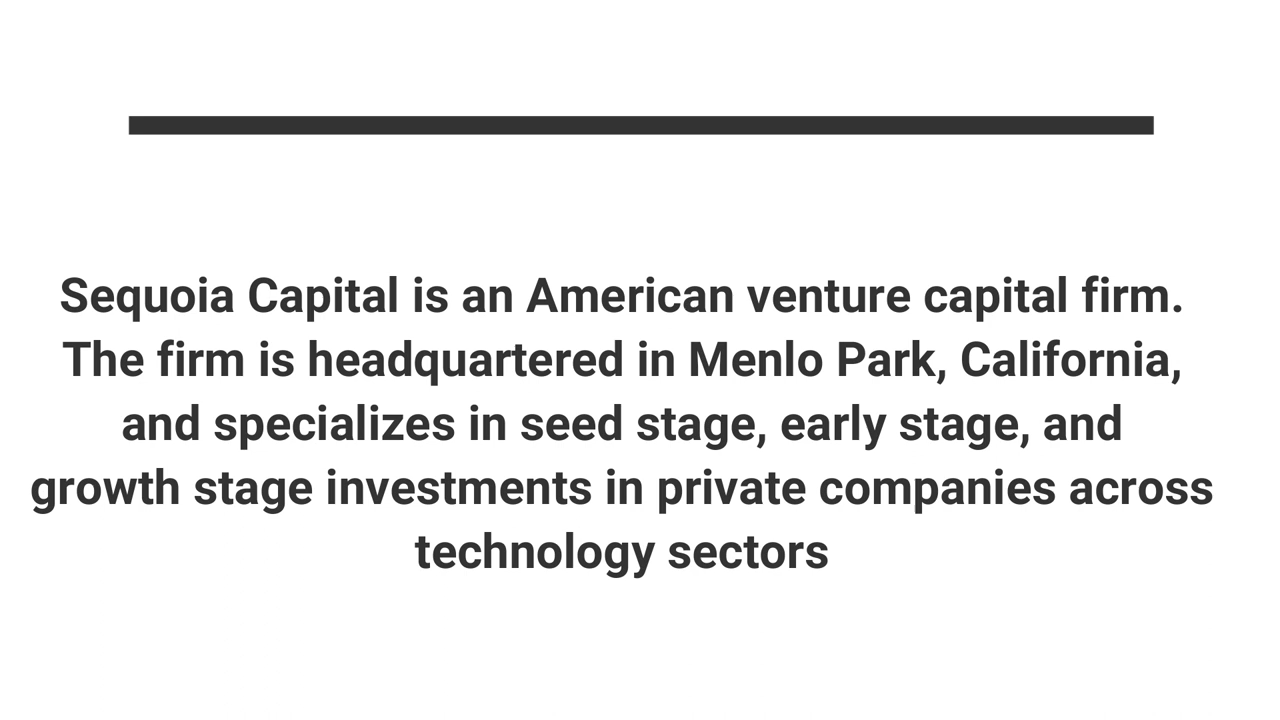 Sequoia Capital is an American venture capital firm.
The firm is headquartered in Menlo Park, California,
and specializes in seed stage, early stage, and
growth stage investments in private companies across
technology sectors